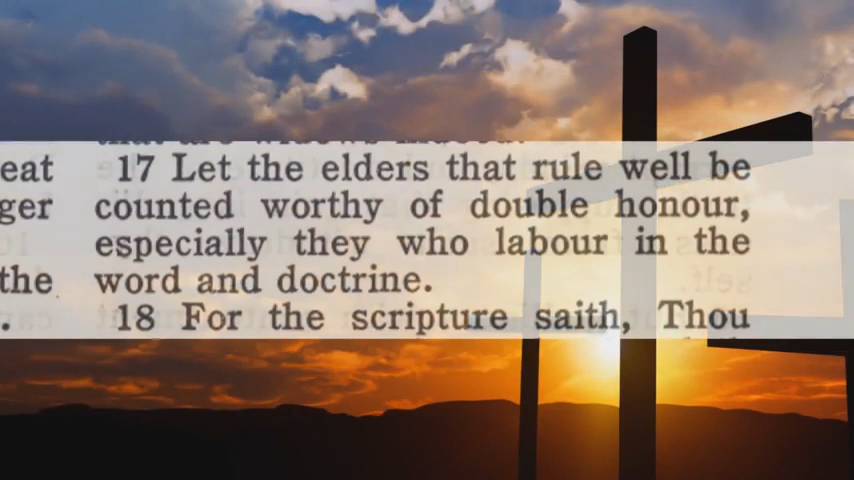 eat
ger
the
.
17 Let the elders that rule well be
counted worthy of double honour,
especially they who labour in the
word and doctrine.
18 For the scripture saith, Thou